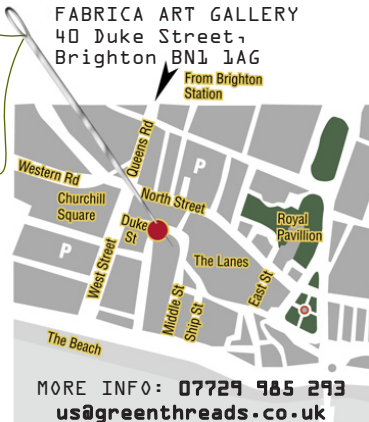 FABRICA ART GALLERY
40 Duke Street,
Brighton BN1 1AG
From Brighton
Station
Queens Rd
P
Western Rd
North Street
Churchill
Square
Royal
Pavillion
Duke
St
P
The Lanes
West Street
East St
Middle St
Ship St
The Beach
MORE INFO: 07729 985 293
us@greenthreads.co.uk